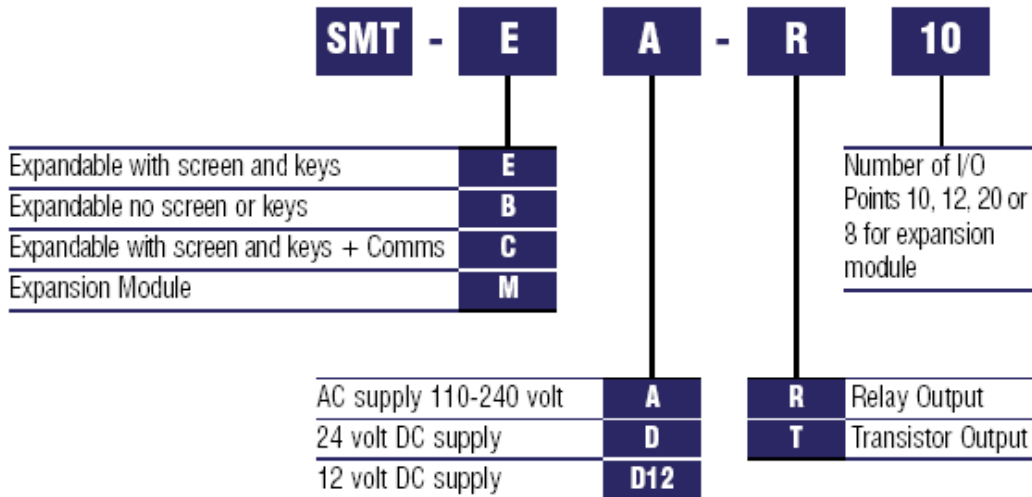 SMT - E A - R 10
Expandable with screen and keys E
Expandable no screen or keys B
Expandable with screen and keys + Comms C
Expansion Module M
Number of I/O
Points 10, 12, 20 or
8 for expansion
module
AC supply 110-240 volt A
24 volt DC supply D
12 volt DC supply D12
R Relay Output
T Transistor Output